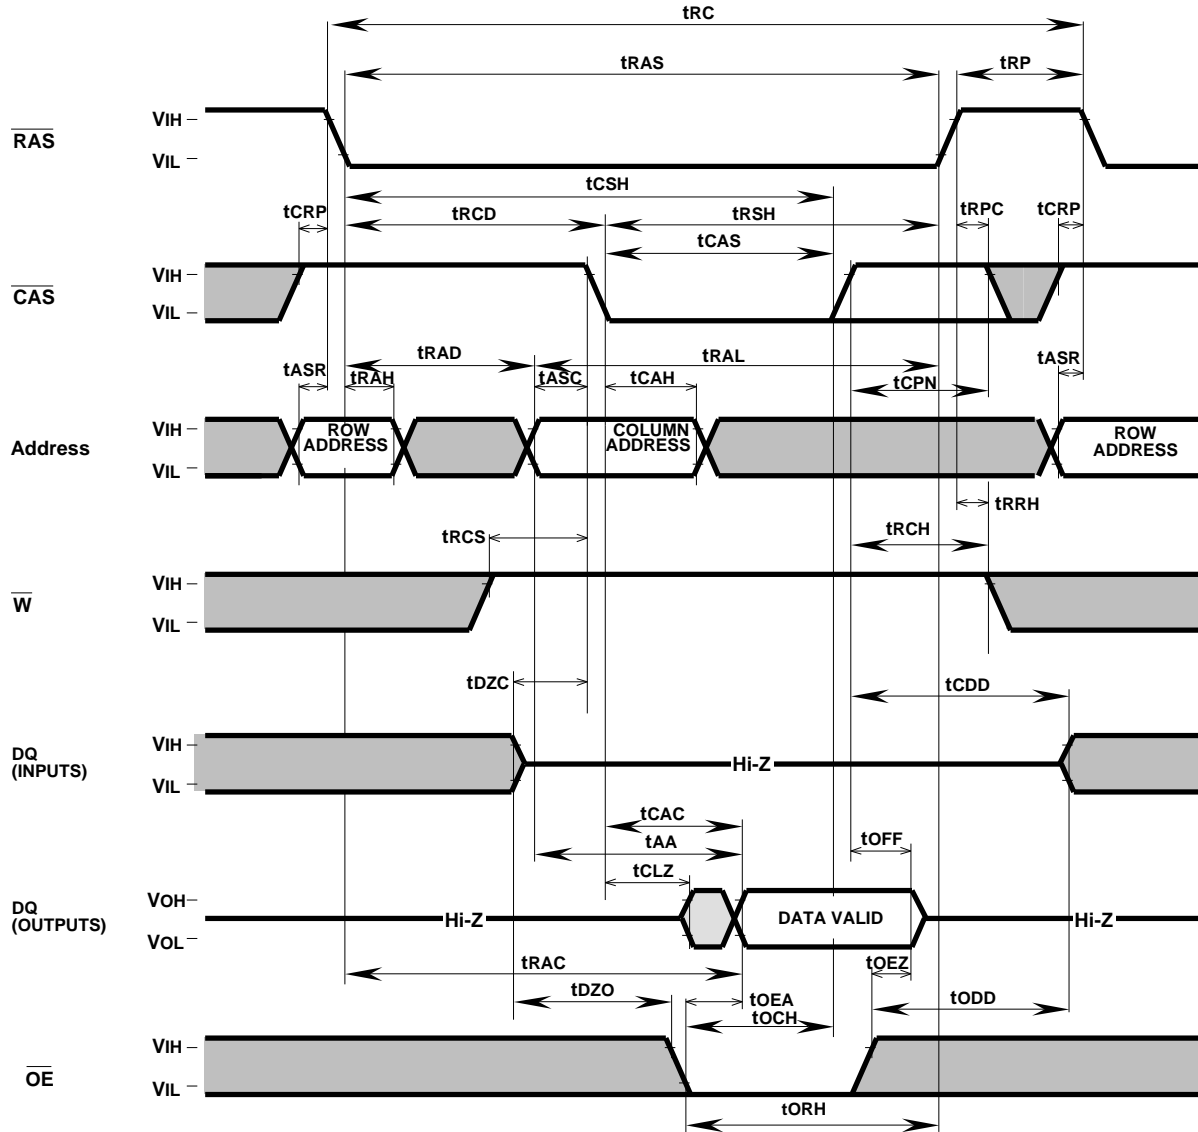 tRC
tRAS tRP
RAS VIH
VIL
tCSH
tCRP tRCD tRSH tRPC tCRP
tCAS
CAS VIH
VIL
tRAD tRAL tASR
tASR tRAH tASC tCAH tCPN
Address VIH ROW ADDRESS COLUMN ADDRESS ROW ADDRESS
VIL
tRRH
tRCS tRCH
W VIH
VIL
tDZC tCDD
DQ (INPUTS) VIH
Hi-Z
VIL
tCAC
tAA tOFF
tCLZ
DQ (OUTPUTS) VOH
Hi-Z DATA VALID Hi-Z
VOL
tRAC tOEZ
tDZO tOEA tODD
tOCH
OE VIH
VIL
tORH